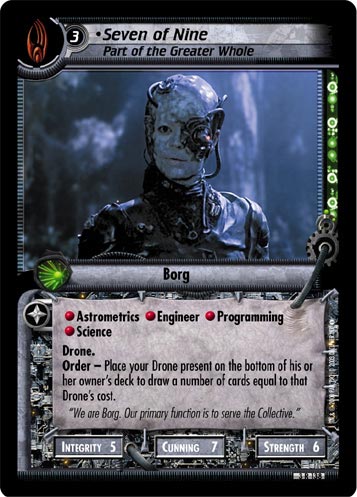 3
•Seven of Nine
Part of the Greater Whole
Borg
Astrometrics Engineer Programming
Science
Drone.
Order – Place your Drone present on the bottom of his or
her owner's deck to draw a number of cards equal to that
Drone's cost.
"We are Borg. Our primary function is to serve the Collective."
Integrity 5 Cunning 7 Strength 6